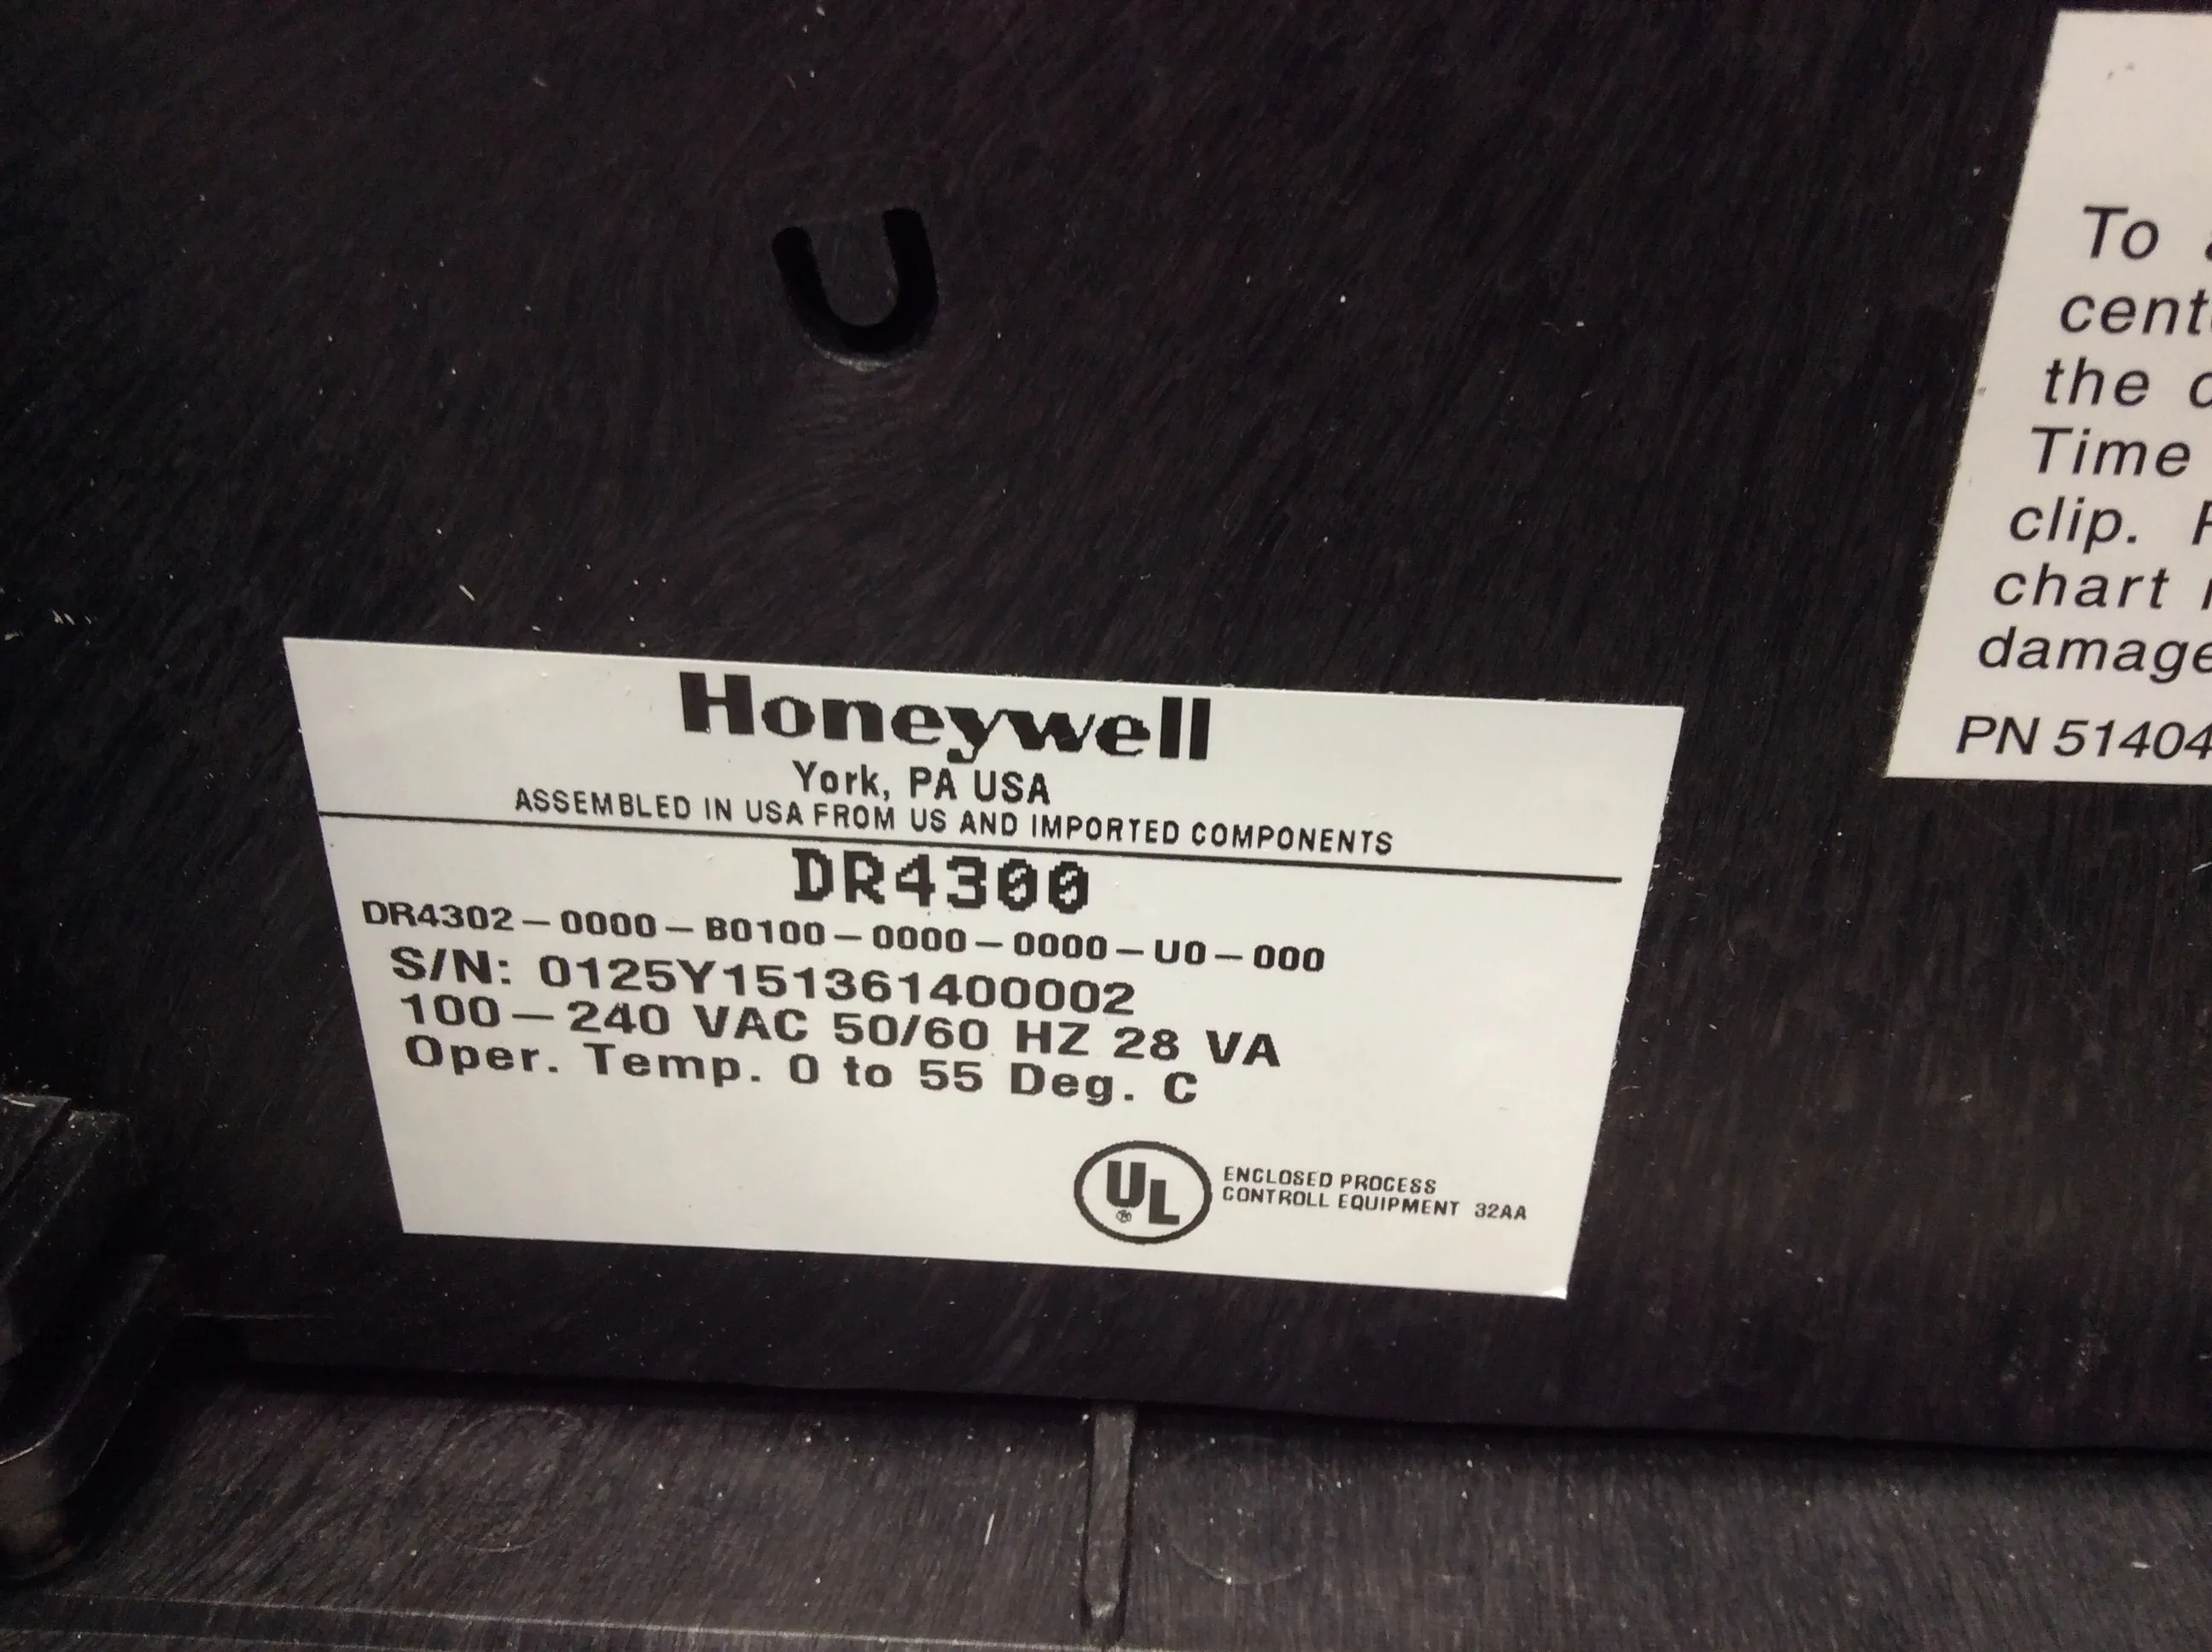 Honeywell
York, PA USA
ASSEMBLED IN USA FROM US AND IMPORTED COMPONENTS
DR4300
DR4302-0000-B0100-0000-0000-U0-000
S/N: 0125Y151361400002
100-240 VAC 50/60 HZ 28 VA
Oper. Temp. 0 to 55 Deg. C
UL ®
ENCLOSED PROCESS
CONTROLL EQUIPMENT 32AA
To
the
Time
clip.
chart
PN 51404